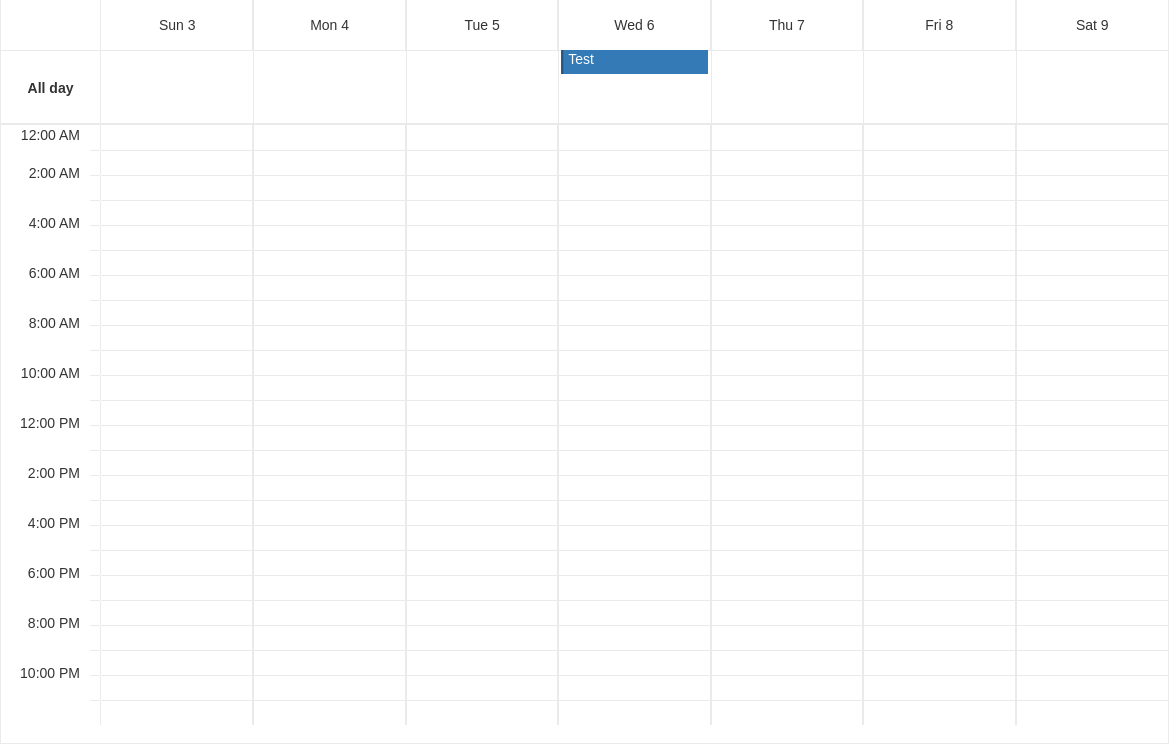 Sun 3 Mon 4 Tue 5 Wed 6 Thu 7 Fri 8 Sat 9
All day Test
12:00 AM
2:00 AM
4:00 AM
6:00 AM
8:00 AM
10:00 AM
12:00 PM
2:00 PM
4:00 PM
6:00 PM
8:00 PM
10:00 PM